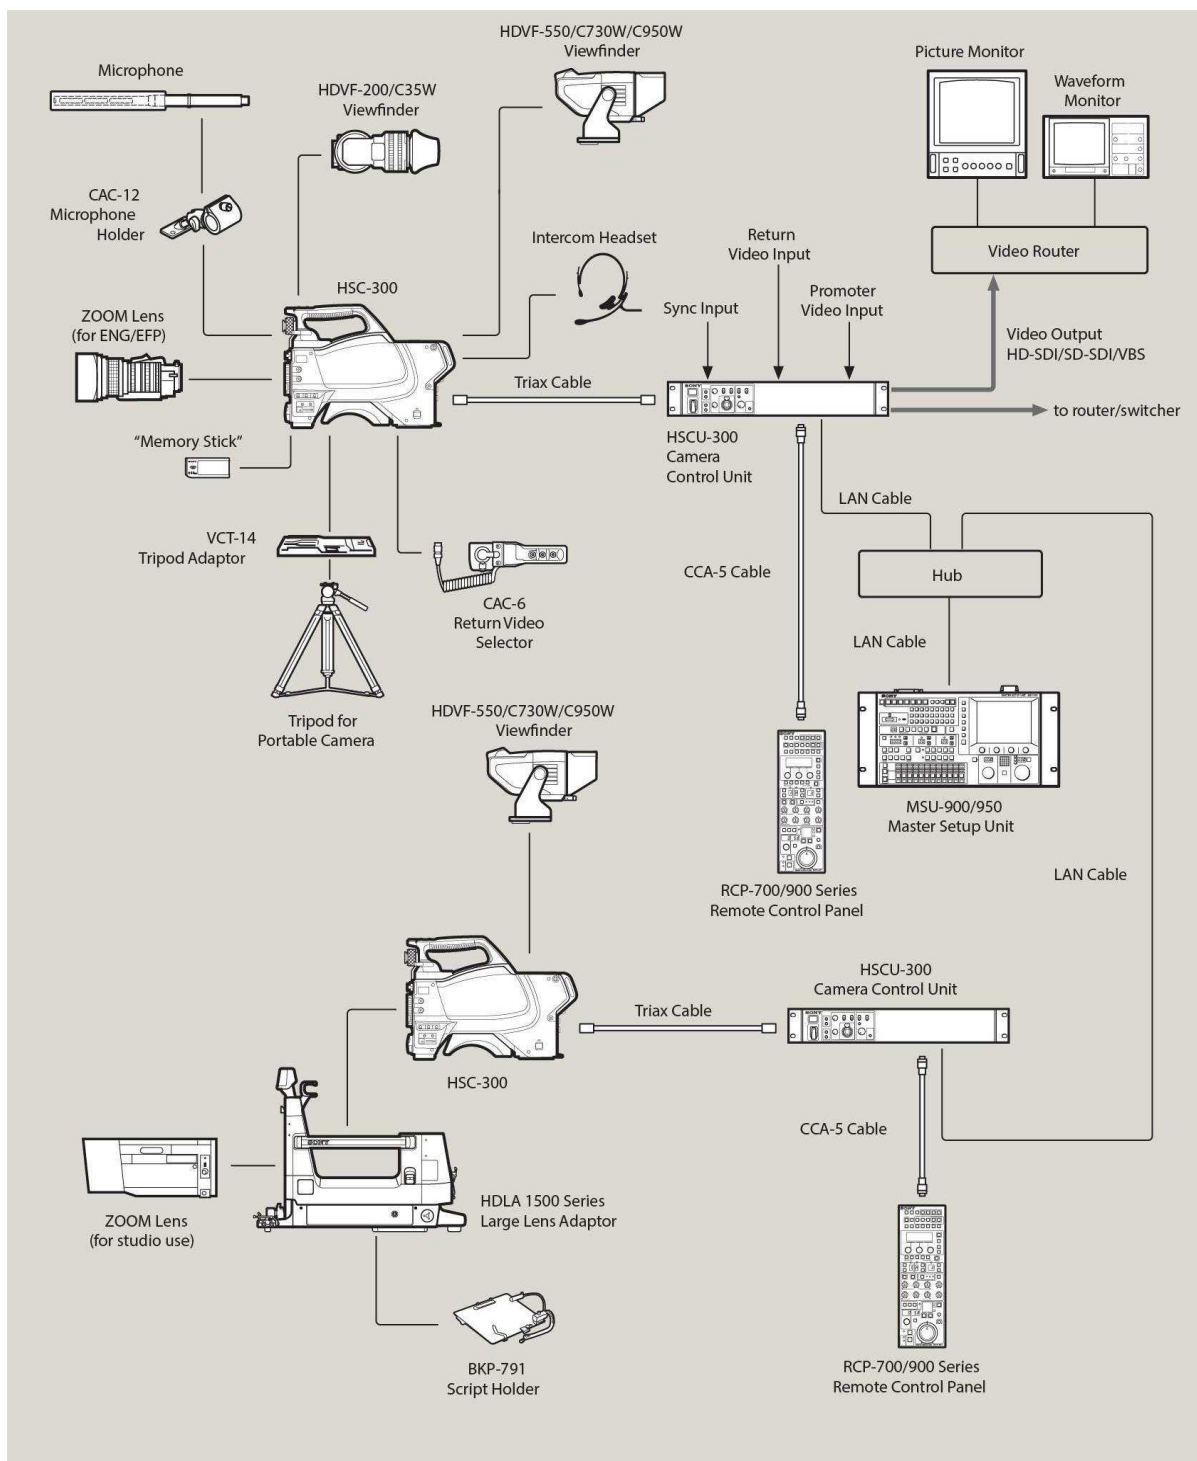 HDVF-550/C730W/C950W
Viewfinder
Picture Monitor
Microphone
Waveform
Monitor
HDVF-200/C35W
Viewfinder
CAC-12
Microphone
Holder
Intercom Headset
Return
Video Input
Video Router
HSC-300
Promoter
Video Input
Sync Input
ZOOM Lens
(for ENG/EFP)
Video Output
HD-SDI/SD-SDI/VBS
Triax Cable
SONY
to router/switcher
"Memory Stick"
HSCU-300
Camera
Control Unit
LAN Cable
VCT-14
Tripod Adaptor
CCA-5 Cable
Hub
CAC-6
Return Video
Selector
LAN Cable
SONY
Tripod for
Portable Camera
HDVF-550/C730W/C950W
Viewfinder
SONY
MSU-900/950
Master Setup Unit
LAN Cable
RCP-700/900 Series
Remote Control Panel
HSCU-300
Camera Control Unit
Triax Cable
SONY
HSC-300
CCA-5 Cable
SONY
HDLA 1500 Series
Large Lens Adaptor
ZOOM Lens
(for studio use)
SONY
BKP-791
Script Holder
RCP-700/900 Series
Remote Control Panel